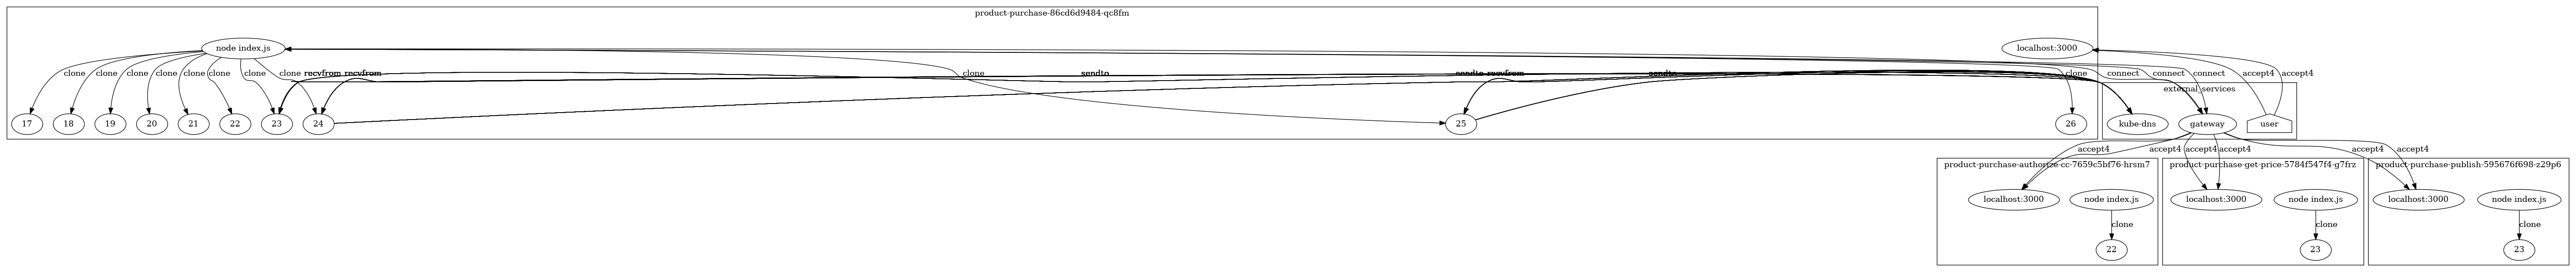 product-purchase-86cd6d9484-qc8fm
node index.js
localhost:3000
clone
clone
clone
clone
clone
clone
clone
clone
recvfrom
recvfrom
clone
sendto
sendto
recvfrom
sendto
clone
connect
connect
connect
accept4
accept4
external_services
17
18
19
20
21
22
23
24
25
26
kube-dns
gateway
user
accept4
accept4
accept4
accept4
accept4
accept4
product-purchase-authorize-cc-7659c5bf76-hrsm7
product-purchase-get-price-5784f547f4-g7frz
product-purchase-publish-595676f698-z29p6
localhost:3000
node index.js
localhost:3000
node index.js
localhost:3000
node index.js
clone
clone
clone
22
23
23